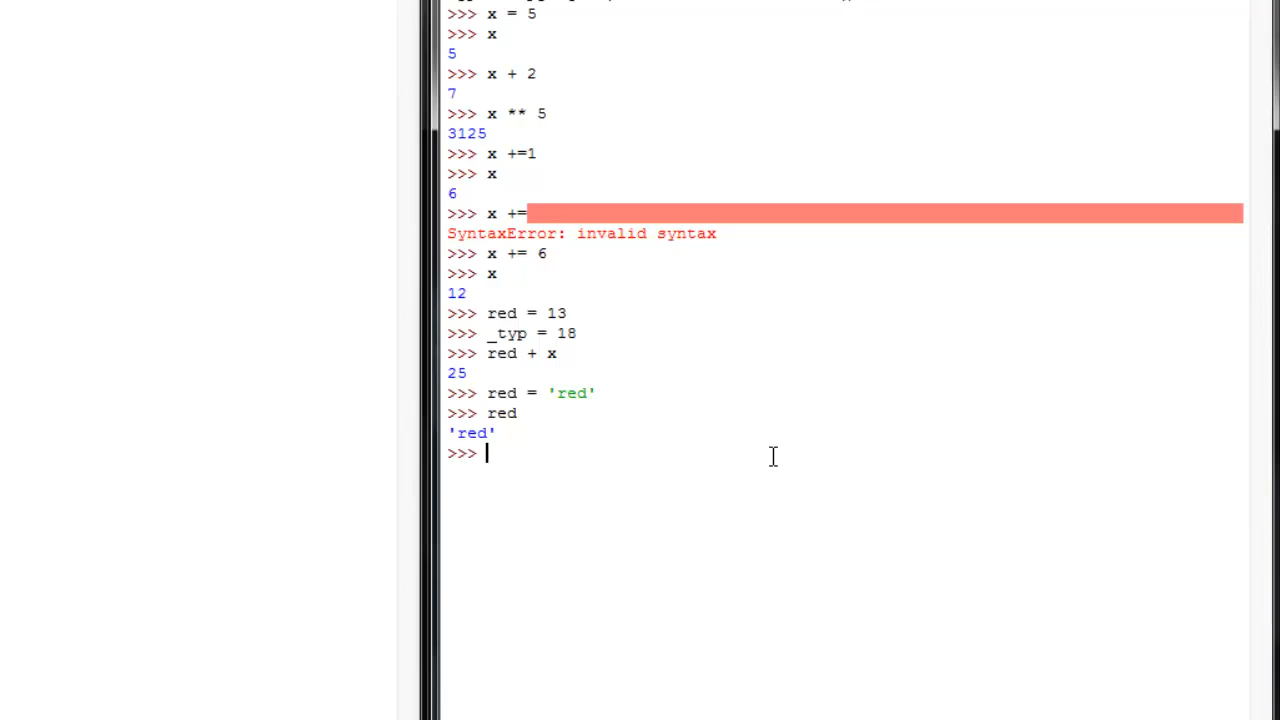 >>> x = 5
>>> x
5
>>> x + 2
7
>>> x ** 5
3125
>>> x +=1
>>> x
6
>>> x +=
SyntaxError: invalid syntax
>>> x += 6
>>> x
12
>>> red = 13
>>> _typ = 18
>>> red + x
25
>>> red = 'red'
>>> red
'red'
>>>